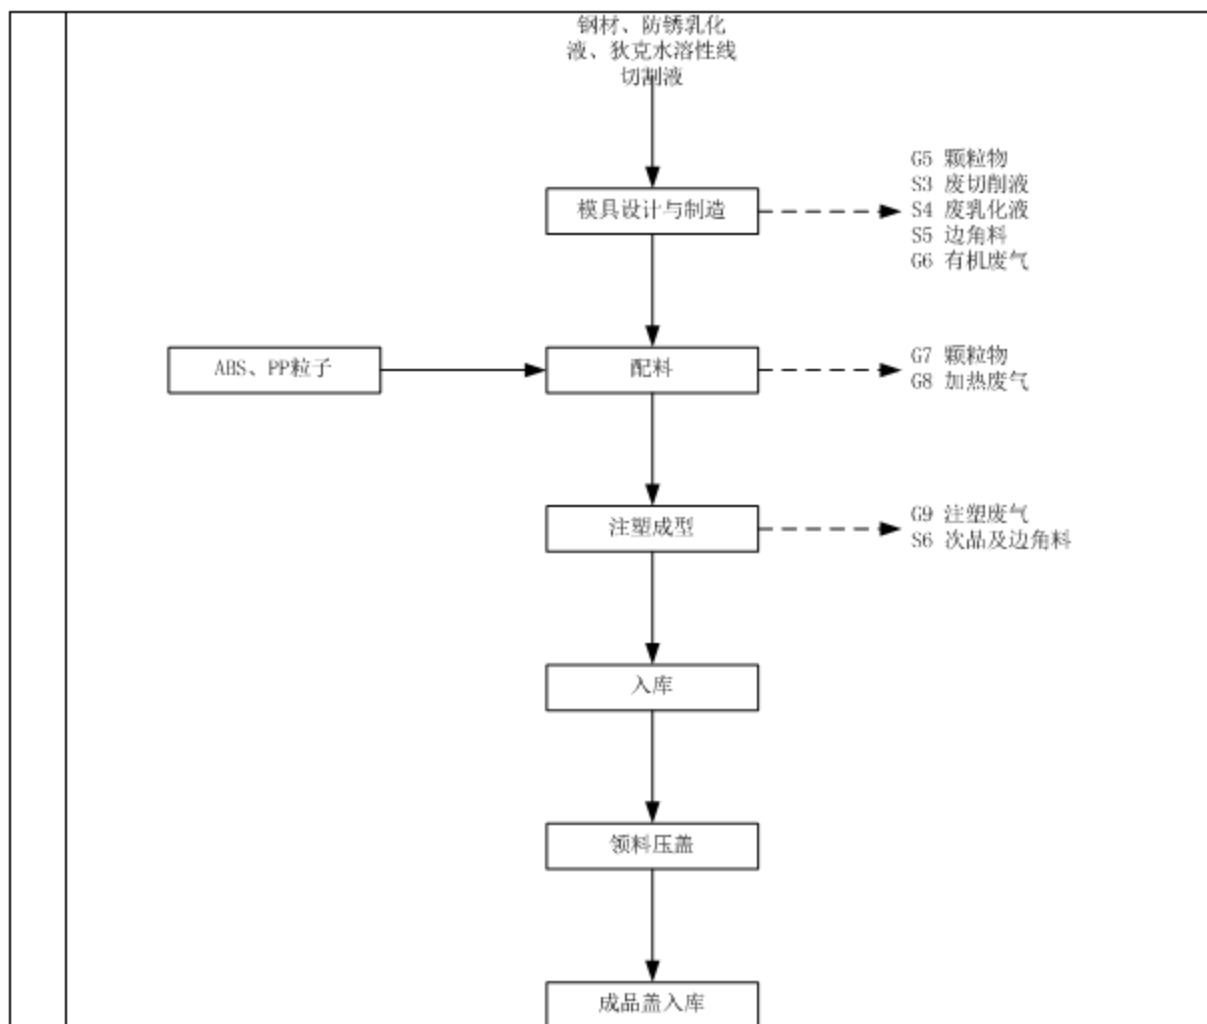 钢材、防锈乳化
液、狄克水溶性线
切割液
模具设计与制造
G5 颗粒物
S3 废切削液
S4 废乳化液
S5 边角料
G6 有机废气
ABS、PP粒子
配料
G7 颗粒物
G8 加热废气
注塑成型
G9 注塑废气
S6 次品及边角料
入库
领料压盖
成品盖入库